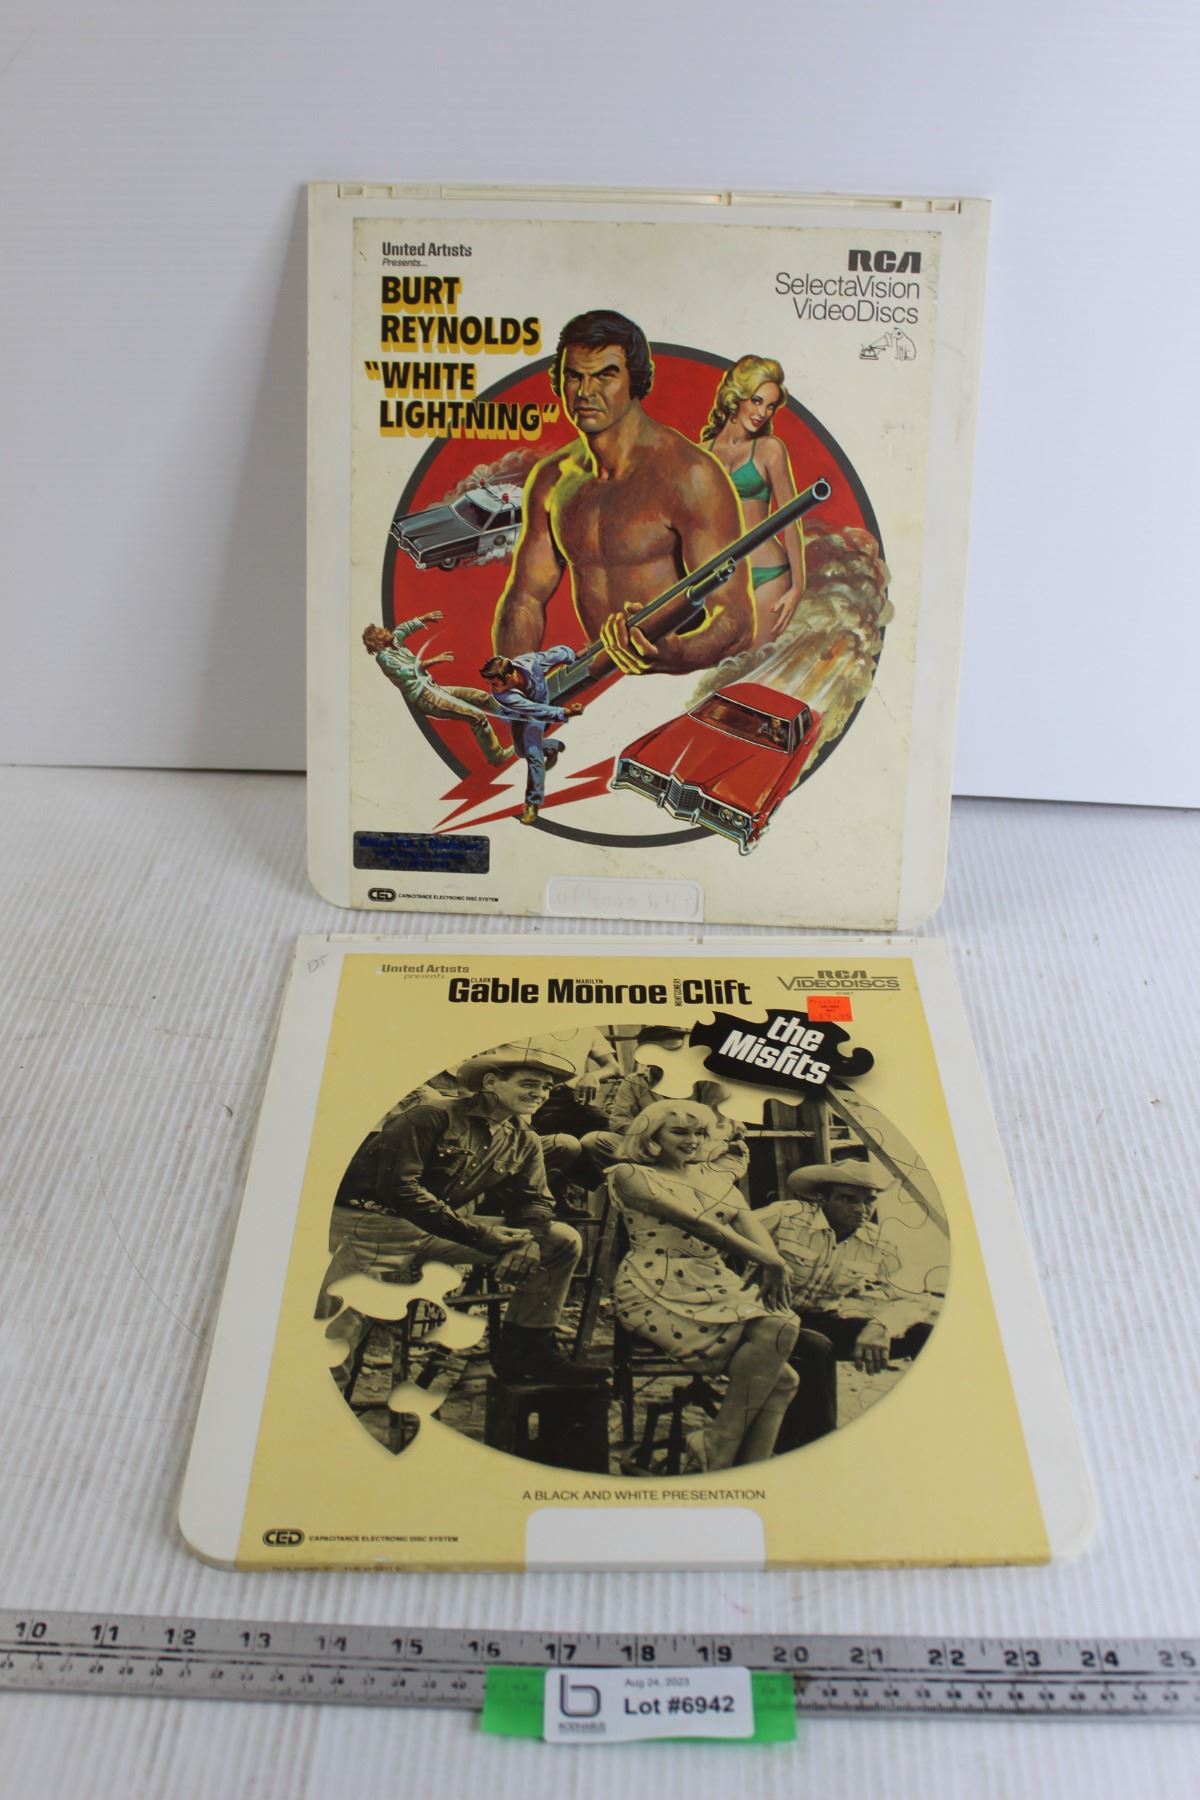 United Artists
Presents...
BURT
REYNOLDS
"WHITE
LIGHTNING"
RCA
SelectaVision
VideoDiscs
CED CAPACITANCE ELECTRONIC DISC SYSTEM
DT
United Artists
presents
CLARK Gable MARILYN Monroe MONTGOMERY Clift
RCA
VIDEODISCS
the
Misfits
A BLACK AND WHITE PRESENTATION
CED CAPACITANCE ELECTRONIC DISC SYSTEM
10 11 12 13 14 15 16 17 18 19 20 21 22 23 24 25
b
Aug 24, 2023
Lot #6942